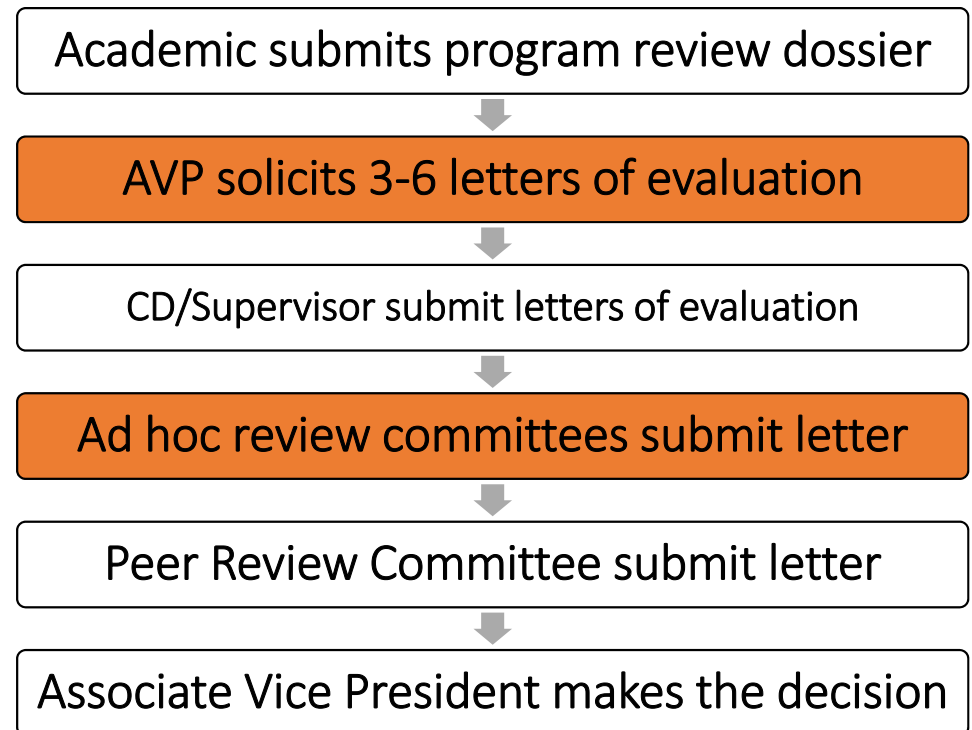 Academic submits program review dossier
AVP solicits 3-6 letters of evaluation
CD/Supervisor submit letters of evaluation
Ad hoc review committees submit letter
Peer Review Committee submit letter
Associate Vice President makes the decision